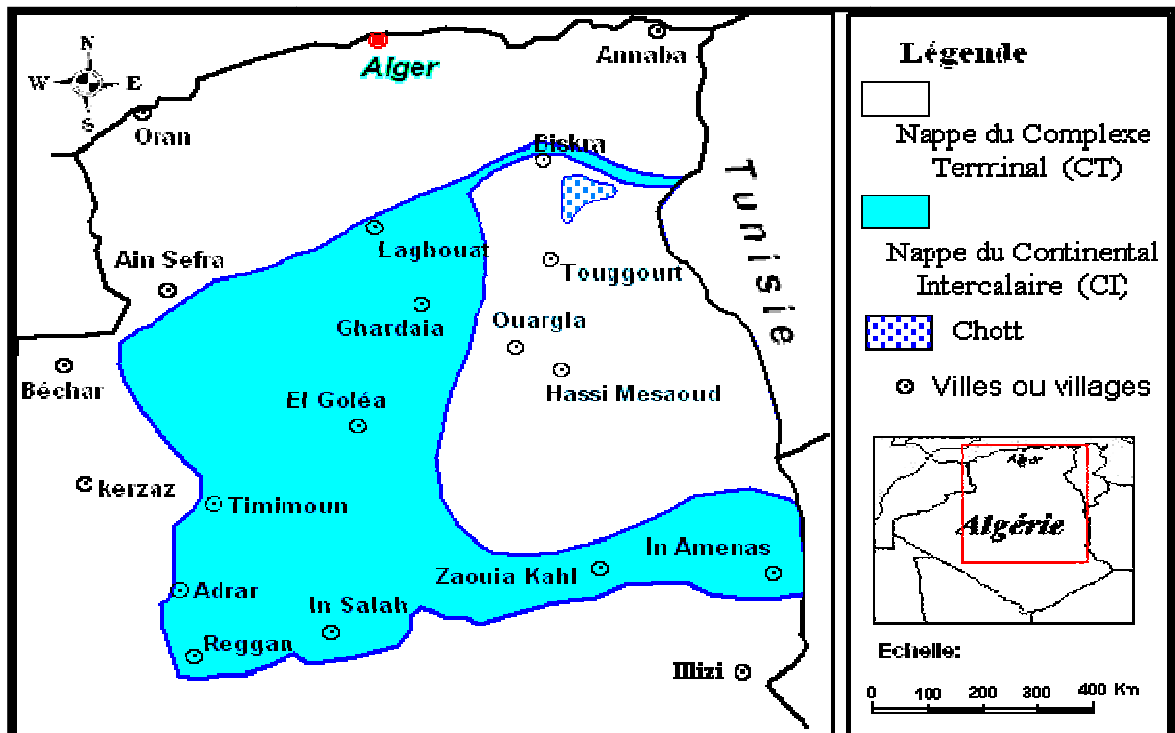 N
W E
S
Alger
Annaba
Oran
Biskra
Tunisie
Laghouat
Ain Sefra
Touggourt
Ghardaia
Ouargla
Béchar
Hassi Mesaoud
El Goléa
kerzaz
Timimoun
In Amenas
Zaouia Kahl
Adrar
In Salah
Reggan
Illizi
Légende
Nappe du Complexe
Terminal (CT)
Nappe du Continental
Intercalaire (CI)
Chott
Villes ou villages
Alger
Algérie
Echelle:
0 100 200 300 400 Km